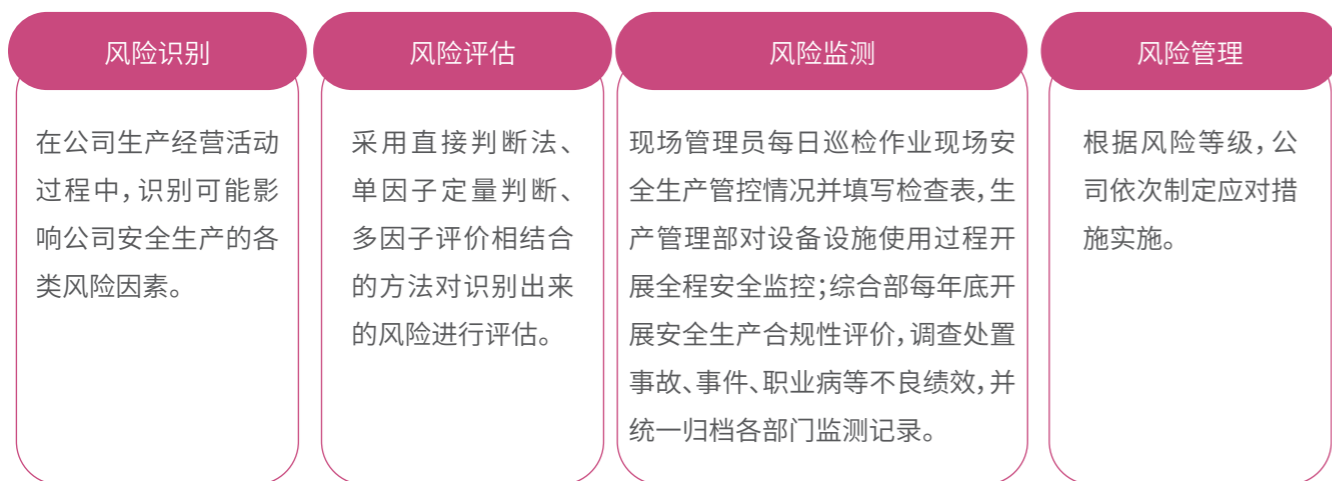 风险识别
在公司生产经营活动
过程中，识别可能影
响公司安全生产的各
类风险因素。
风险评估
采用直接判断法、
单因子定量判断、
多因子评价相结合
的方法对识别出来
的风险进行评估。
风险监测
现场管理员每日巡检作业现场安
全生产管控情况并填写检查表，生
产管理部对设备设施使用过程开
展全程安全监控；综合部每年底开
展安全生产合规性评价，调查处置
事故、事件、职业病等不良绩效，并
统一归档各部门监测记录。
风险管理
根据风险等级，公
司依次制定应对措
施实施。